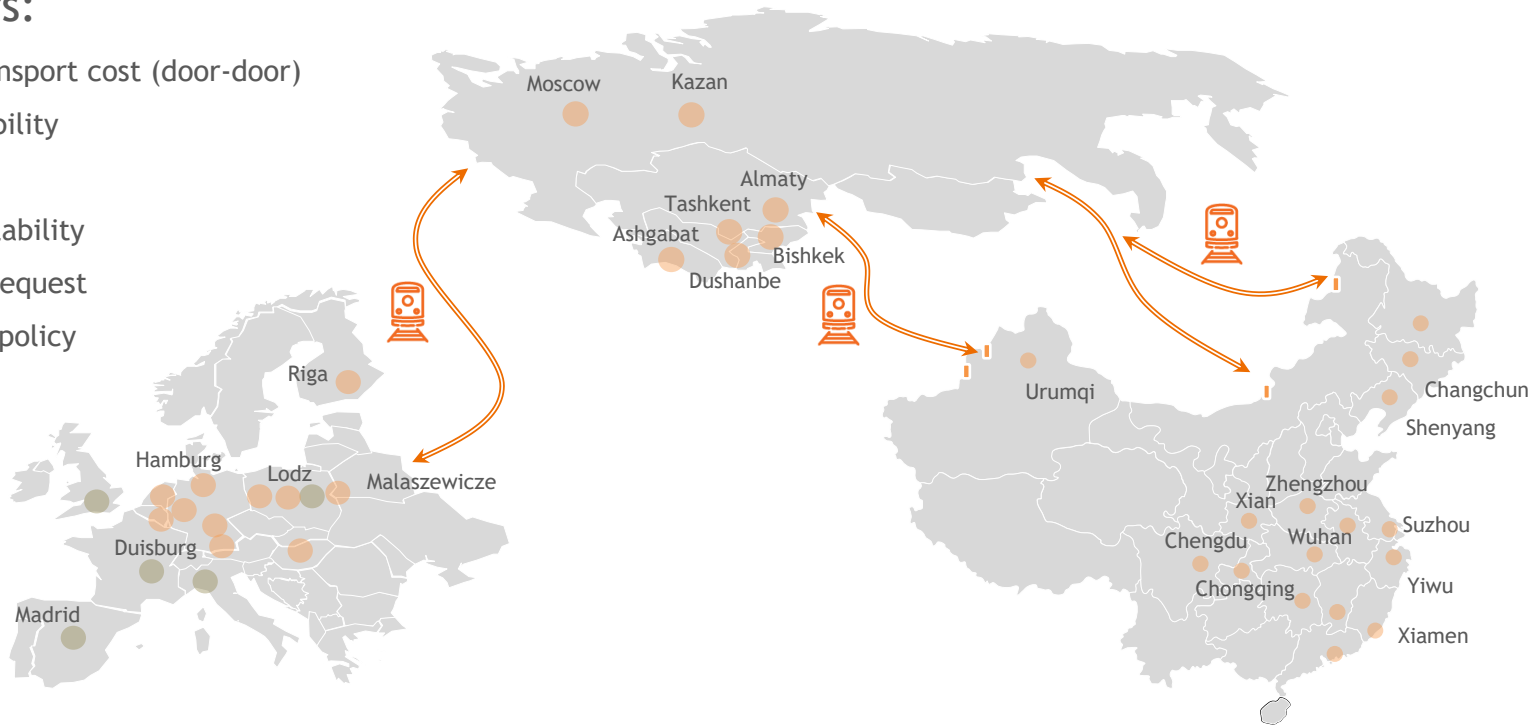 nsport cost (door-door)
bility
ability
equest
policy
Moscow
Kazan
Almaty
Tashkent
Ashgabat
Bishkek
Dushanbe
Riga
Hamburg
Lodz
Malaszewicze
Duisburg
Madrid
Urumqi
Changchun
Shenyang
Zhengzhou
Xian
Suzhou
Wuhan
Chengdu
Chongqing
Yiwu
Xiamen